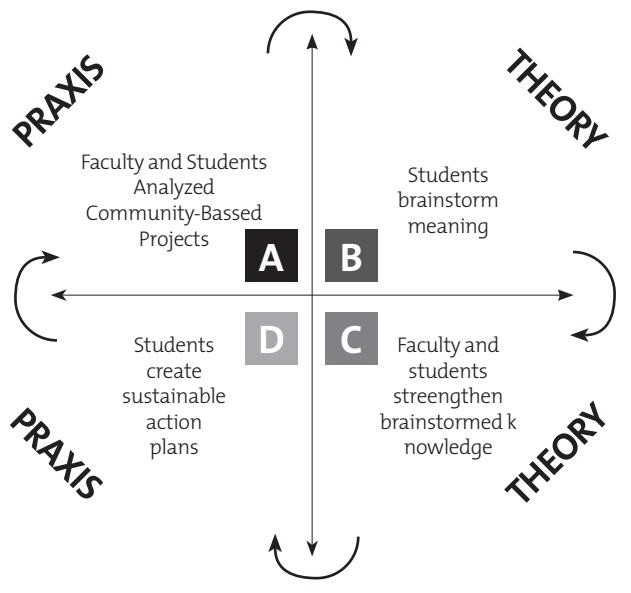 PRAXIS
THEORY
Faculty and Students
Analyzed
Community-Bassed
Projects
Students
brainstorm
meaning
A
B
D
C
Students
create
sustainable
action
plans
Faculty and
students
streengthen
brainstormed k
nowledge
PRAXIS
THEORY